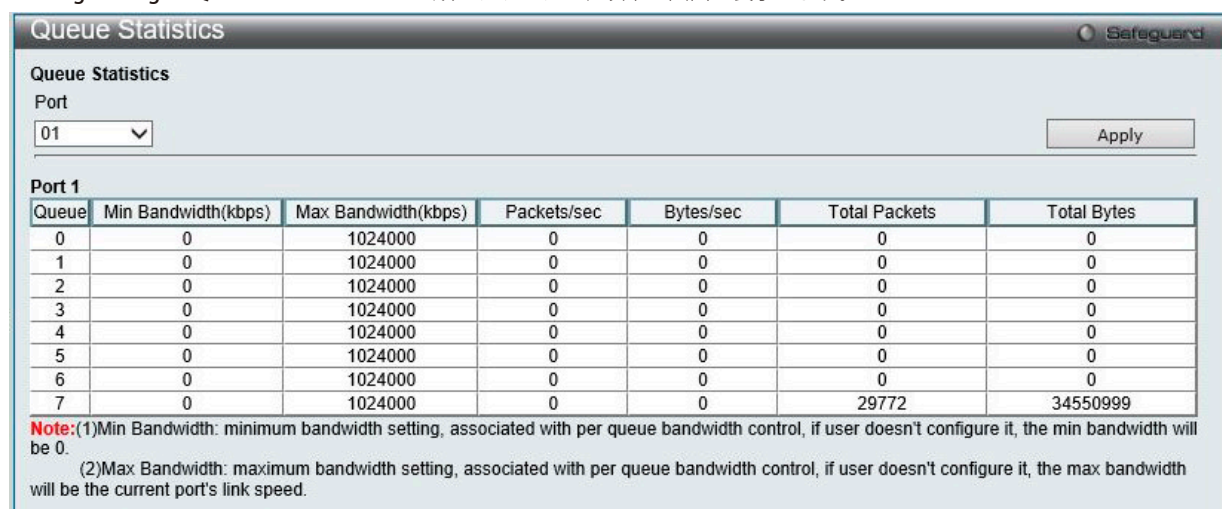 Queue Statistics
Safeguard
Queue Statistics
Port
01
Apply
Port 1
Queue Min Bandwidth(kbps) Max Bandwidth(kbps) Packets/sec Bytes/sec Total Packets Total Bytes
0 0 1024000 0 0 0 0
1 0 1024000 0 0 0 0
2 0 1024000 0 0 0 0
3 0 1024000 0 0 0 0
4 0 1024000 0 0 0 0
5 0 1024000 0 0 0 0
6 0 1024000 0 0 0 0
7 0 1024000 0 0 29772 34550999
Note:(1)Min Bandwidth: minimum bandwidth setting, associated with per queue bandwidth control, if user doesn't configure it, the min bandwidth will
be 0.
(2)Max Bandwidth: maximum bandwidth setting, associated with per queue bandwidth control, if user doesn't configure it, the max bandwidth
will be the current port's link speed.